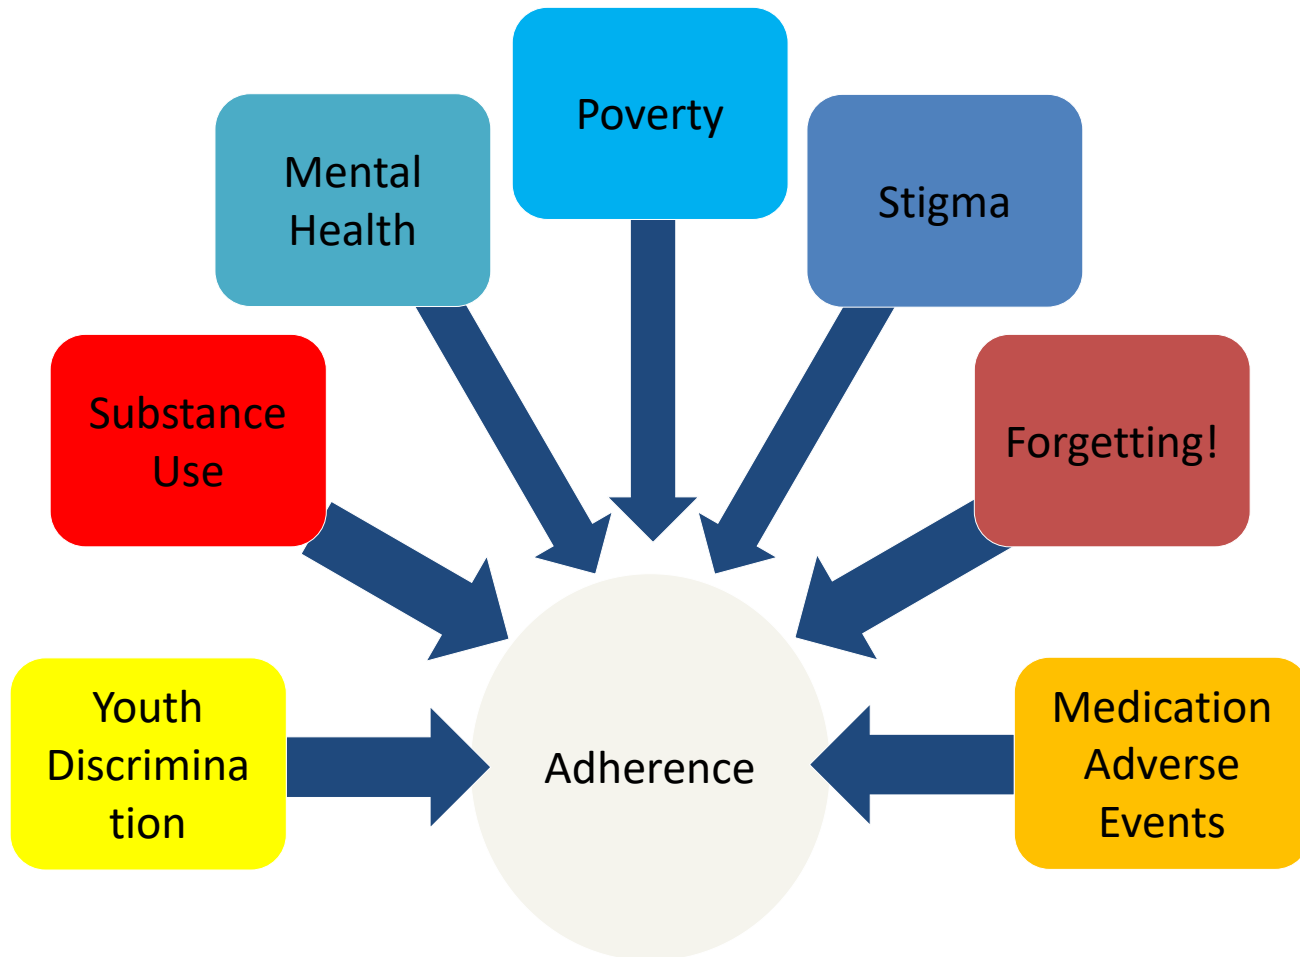 Poverty
Mental
Health
Stigma
Substance
Use
Forgetting!
Youth
Discrimina
tion
Adherence
Medication
Adverse
Events